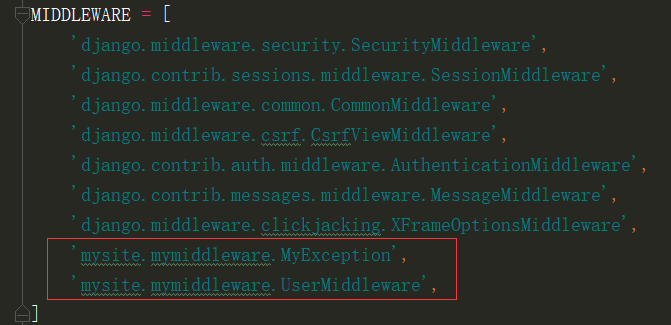 MIDDLEWARE = [
'django.middleware.security.SecurityMiddleware',
'django.contrib.sessions.middleware.SessionMiddleware',
'django.middleware.common.CommonMiddleware',
'django.middleware.csrf.CsrfViewMiddleware',
'django.contrib.auth.middleware.AuthenticationMiddleware',
'django.contrib.messages.middleware.MessageMiddleware',
'django.middleware.clickjacking.XFrameOptionsMiddleware',
'mysite.mymiddleware.MyException',
'mysite.mymiddleware.UserMiddleware',
]